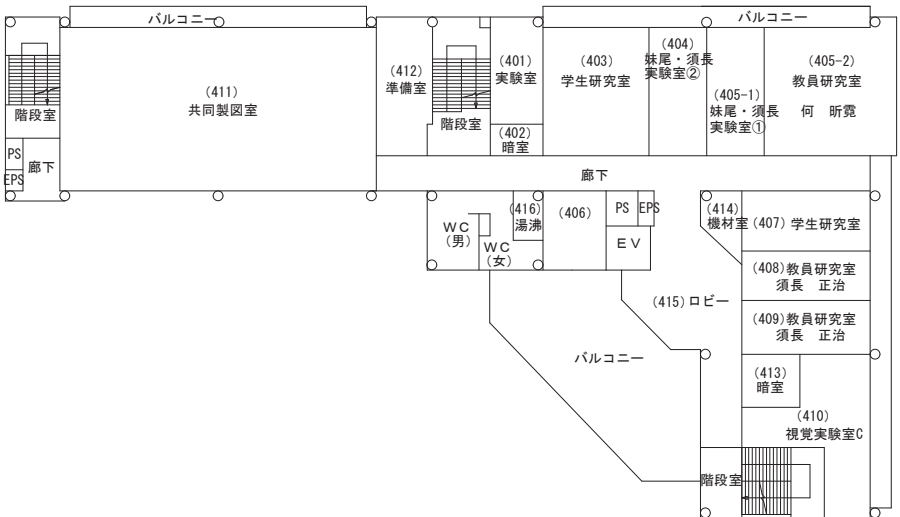 バルコニー
バルコニー
(411)
共同製図室
階段室
PS
EPS
廊下
(412)
準備室
階段室
(401)
実験室
(402)
暗室
(403)
学生研究室
(404)
妹尾・須長
実験室②
(405-1)
妹尾・須長
実験室①
(405-2)
教員研究室
何 昕霓
廊下
WC
(男)
WC
(女)
(416)
湯沸
(406)
PS
EPS
EV
(414)
機材室
(407) 学生研究室
(408)教員研究室
須長 正治
(409)教員研究室
須長 正治
(415)ロビー
バルコニー
(413)
暗室
(410)
視覚実験室C
階段室